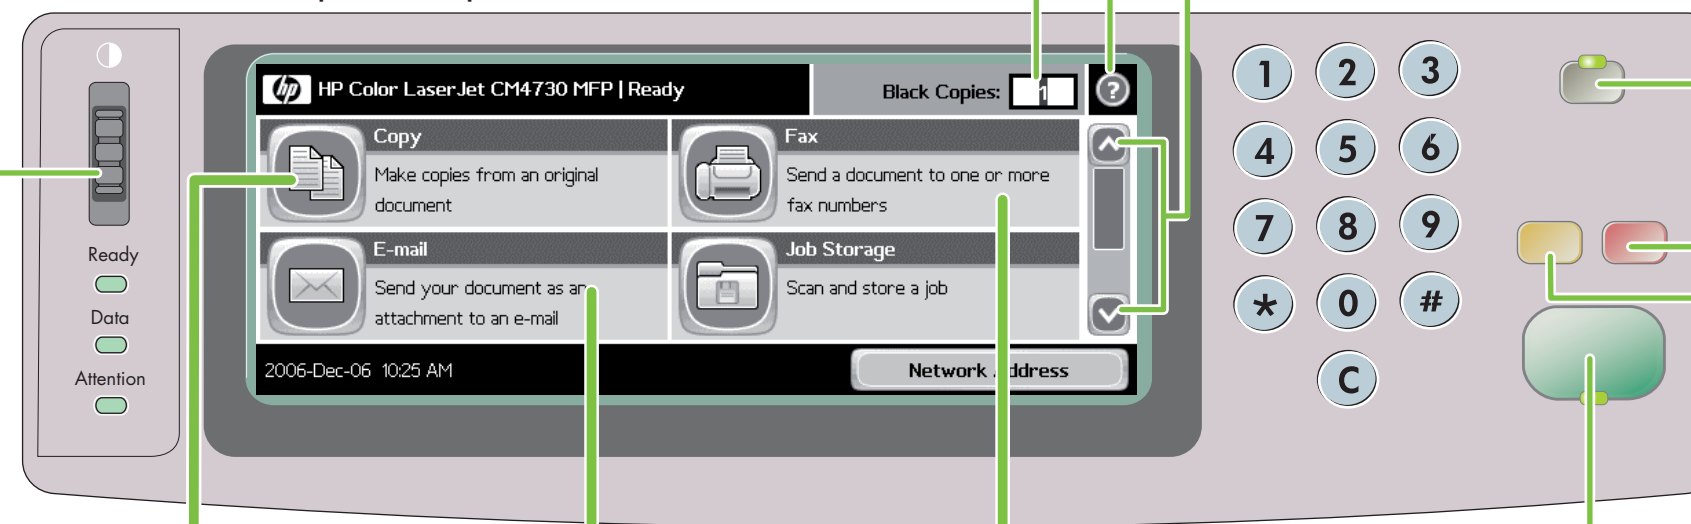 hp HP Color LaserJet CM4730 MFP | Ready
Black Copies: 1
?
Copy
Make copies from an original
document
Fax
Send a document to one or more
fax numbers
E-mail
Send your document as an
attachment to an e-mail
Job Storage
Scan and store a job
2006-Dec-06 10:25 AM
Network Address
Ready
Data
Attention
1 2 3
4 5 6
7 8 9
* 0 #
C